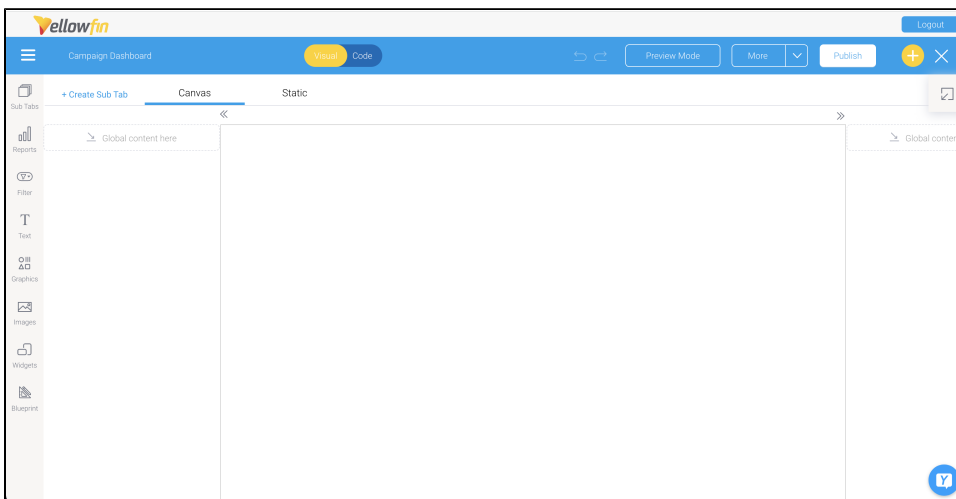 Yellowfin
Logout
Campaign Dashboard
Visual
Code
Preview Mode
More
Publish
Sub Tabs
+ Create Sub Tab
Canvas
Static
Reports
Global content here
Global conter
Filter
T
Text
Graphics
Images
Widgets
Blueprint
Y